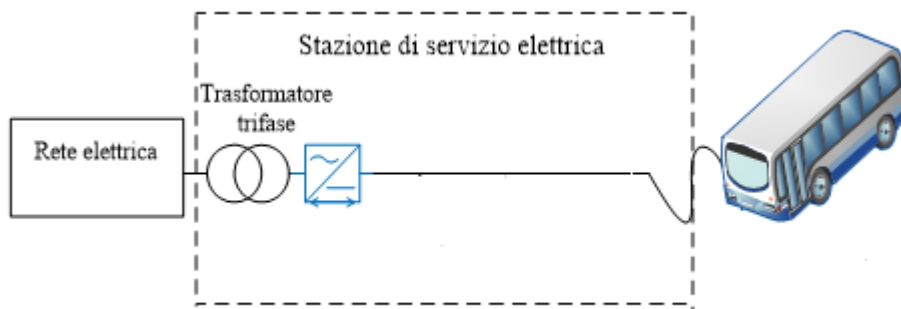 Stazione di servizio elettrica
Trasformatore
trifase
Rete elettrica